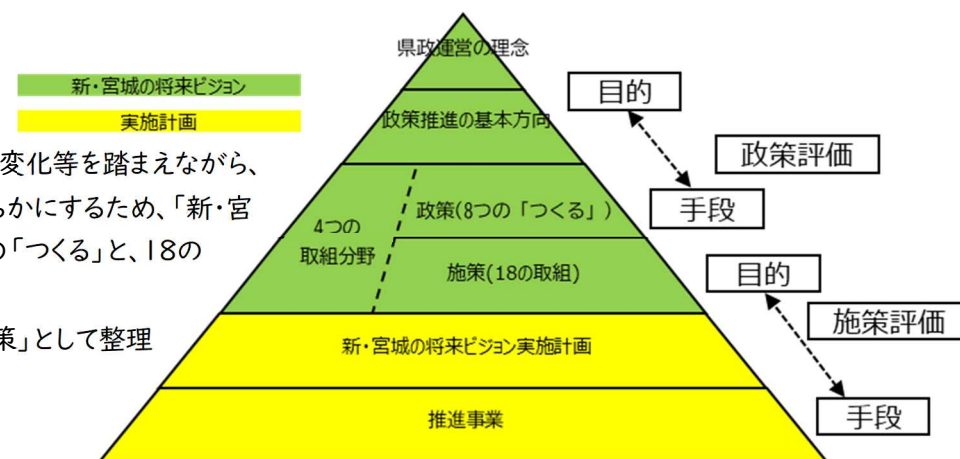 県政運営の理念
新・宮城の将来ビジョン
実施計画
目的
政策推進の基本方向
変化等を踏まえながら、
政策評価
らかにするため、「新・宮
手段
の「つくる」と、18の
4つの
取組分野
政策(8つの「つくる」)
施策(18の取組)
目的
施策評価
策」として整理
新・宮城の将来ビジョン実施計画
手段
推進事業